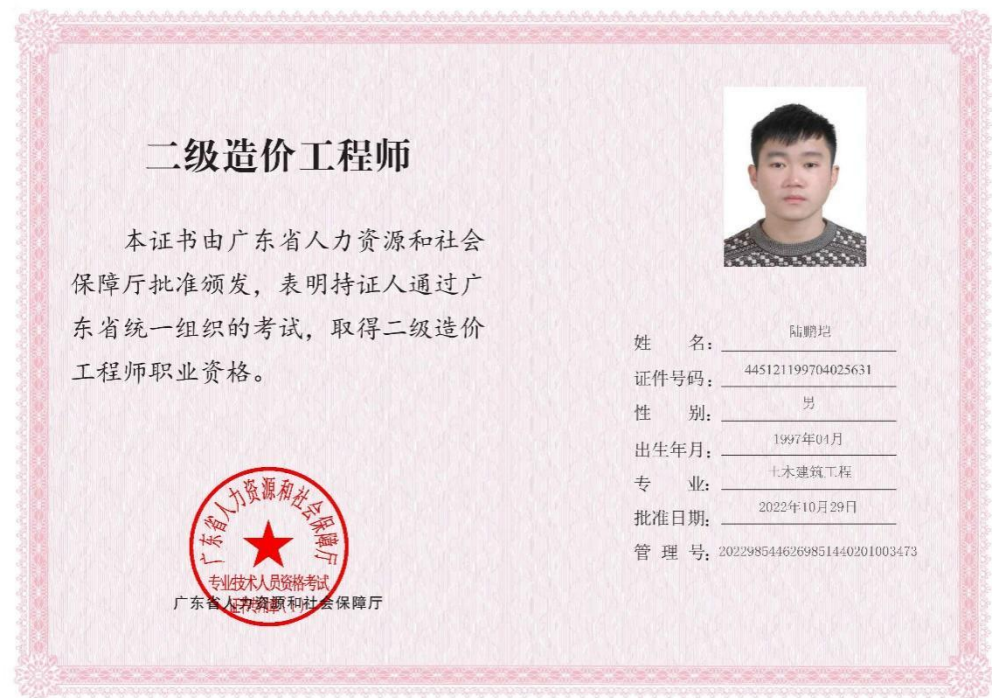 二级造价工程师
本证书由广东省人力资源和社会
保障厅批准颁发，表明持证人通过广
东省统一组织的考试，取得二级造价
工程师职业资格。
广东省人力资源和社会保障厅
专业技术人员资格考试
广东省人力资源和社会保障厅
姓 名：陆鹏垲
证件号码：445121199704025631
性 别：男
出生年月：1997年04月
专 业：土木建筑工程
批准日期：2022年10月29日
管 理 号：2022985446269851440201003473